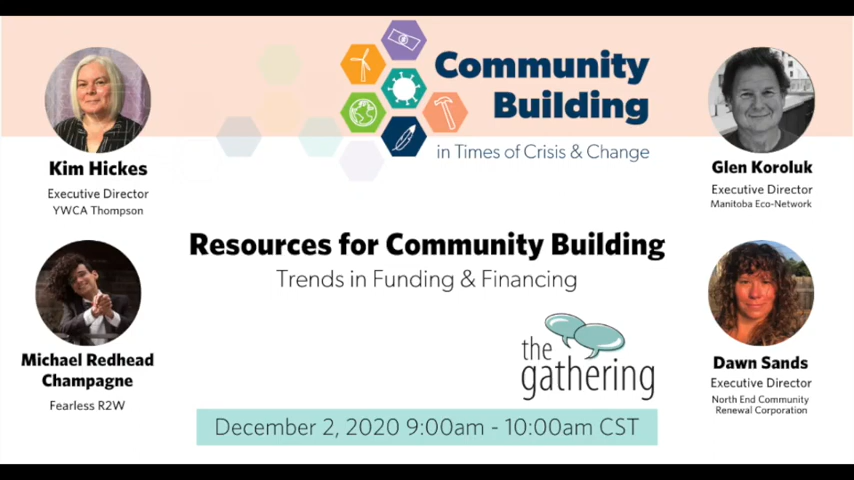 Community
Building
in Times of Crisis & Change
Kim Hickes
Executive Director
YWCA Thompson
Glen Koroluk
Executive Director
Manitoba Eco-Network
Resources for Community Building
Trends in Funding & Financing
Michael Redhead
Champagne
Fearless R2W
the
gathering
Dawn Sands
Executive Director
North End Community
Renewal Corporation
December 2, 2020 9:00am - 10:00am CST